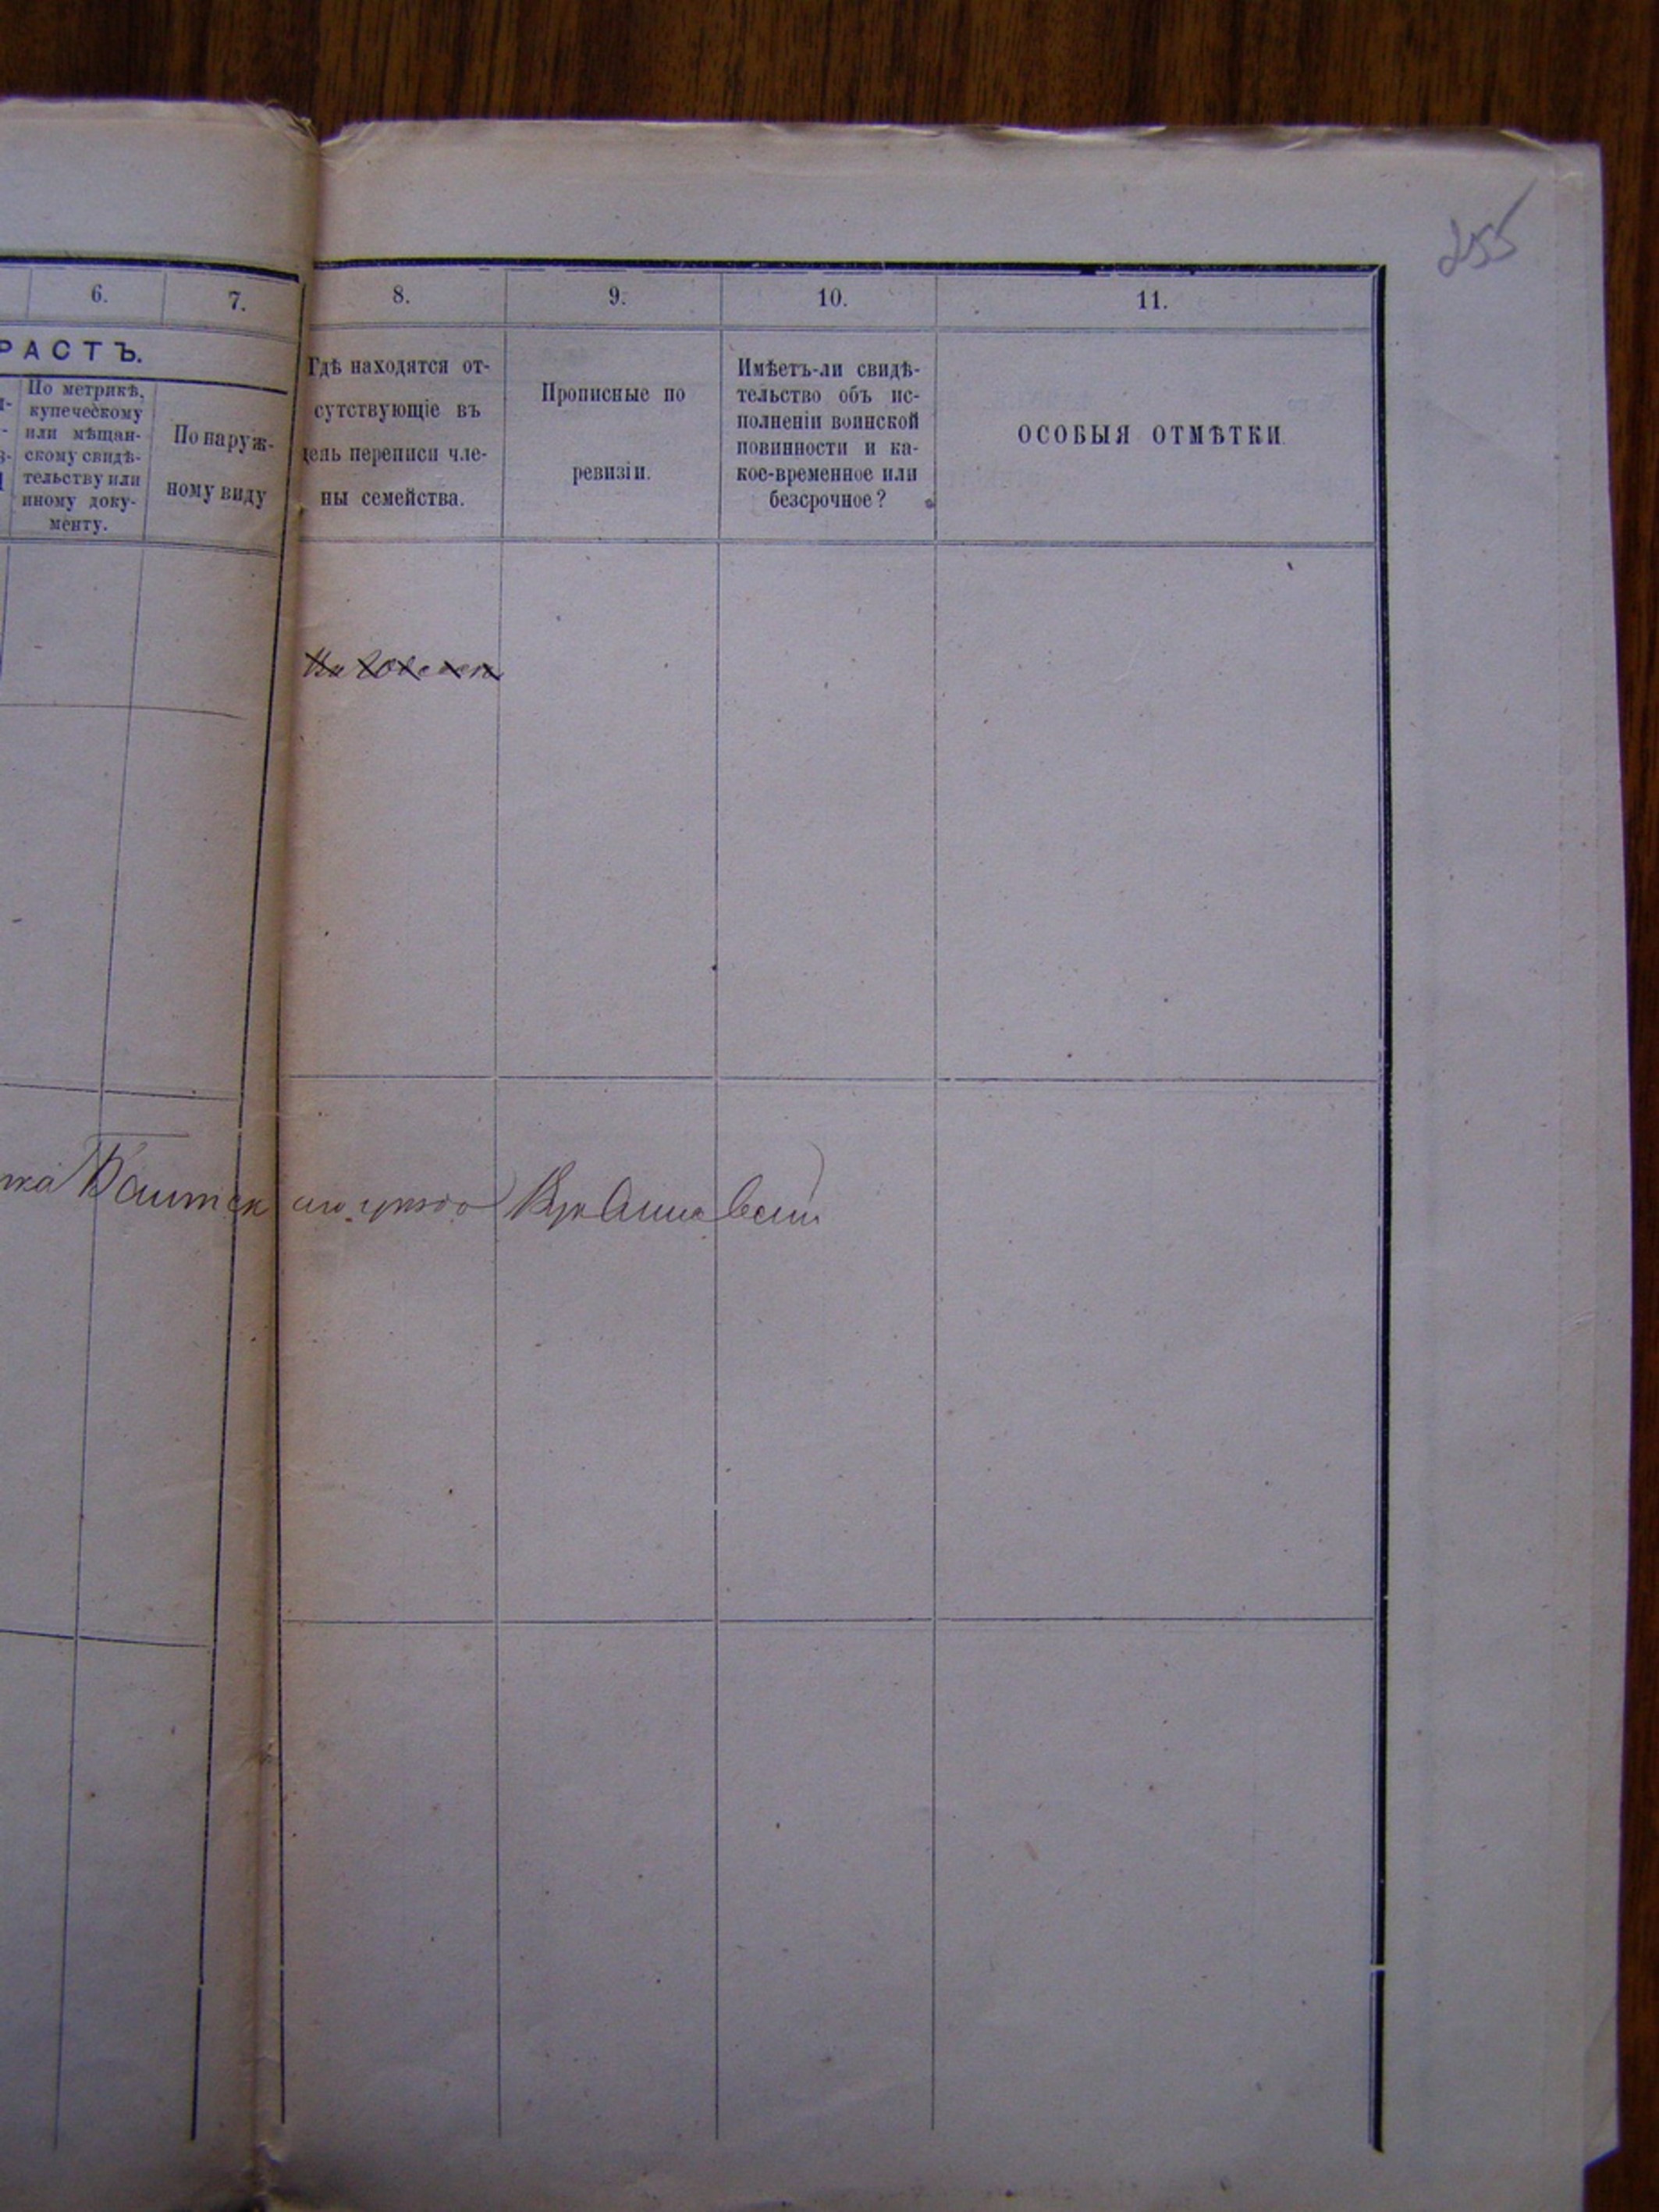 255
6.
7.
8.
9.
10.
11.
РАСТЪ.
По метрикѣ,
купеческому
или мѣщан-
скому свидѣ-
тельству или
иному доку-
менту.
По наруж-
ному виду
Гдѣ находятся от-
сутствующіе въ
день переписи чле-
ны семейства.
Прописные по
ревизіи.
Имѣетъ-ли свидѣ-
тельство объ ис-
полненіи воинской
повинности и ка-
кое-временное или
безсрочное?
ОСОБЫЯ ОТМѢТКИ.